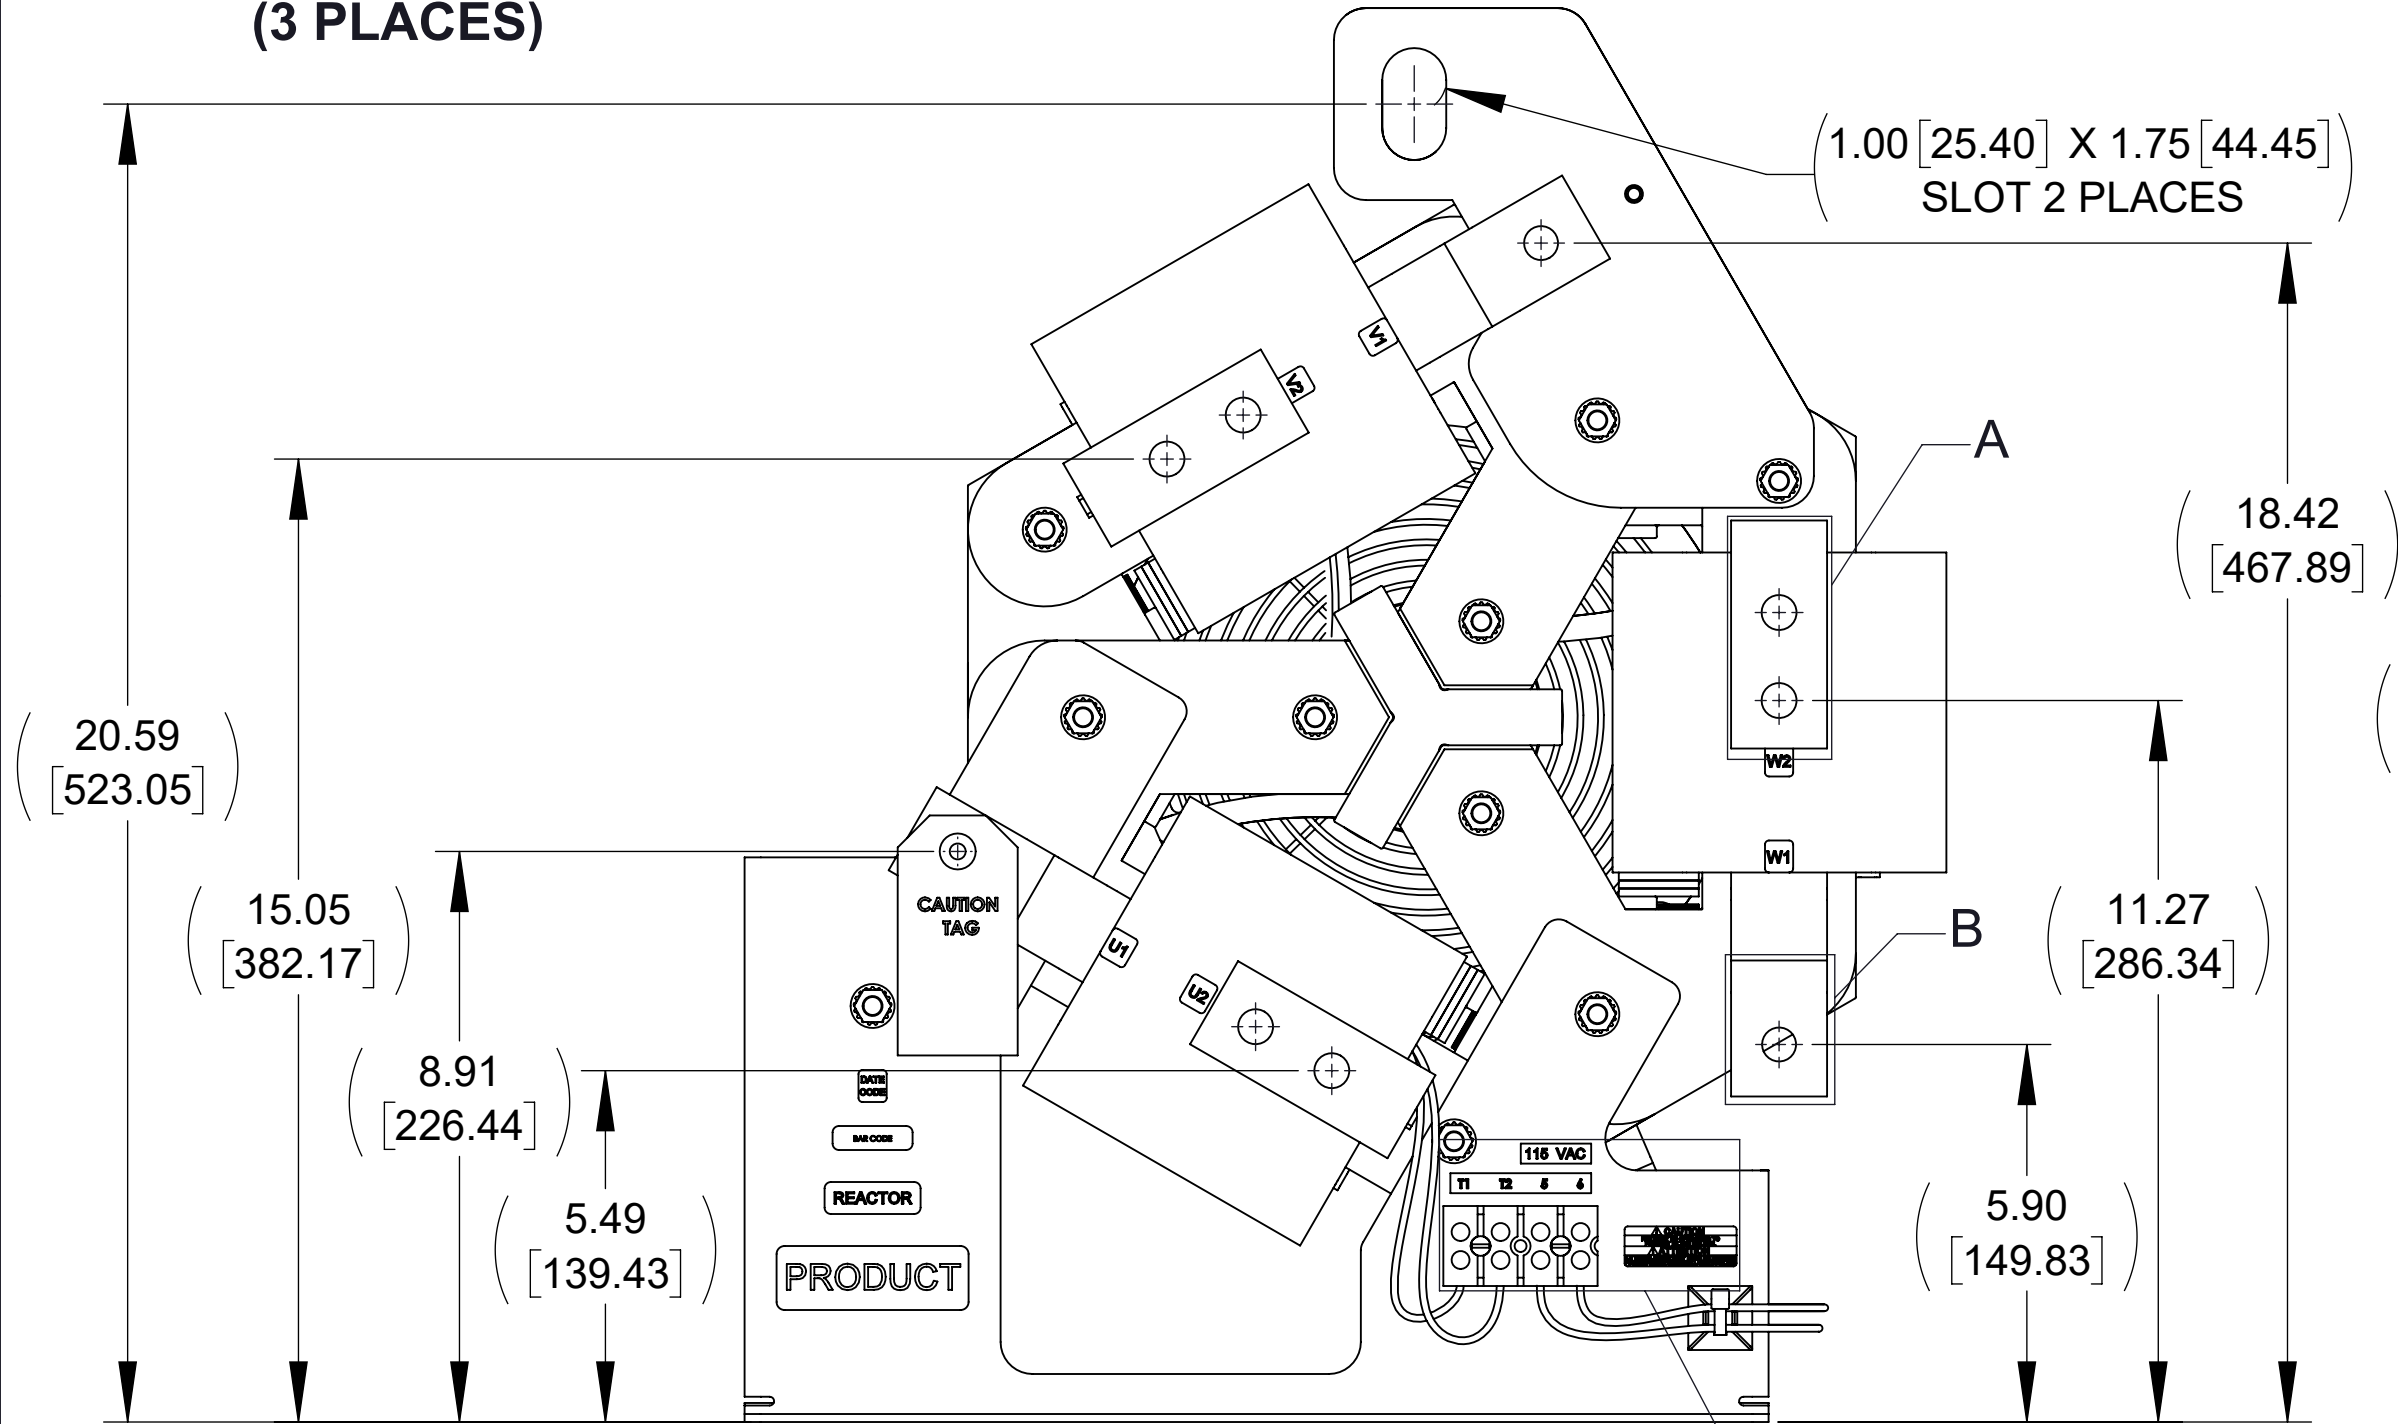 (3 PLACES)
(1.00 [25.40] X 1.75 [44.45]
SLOT 2 PLACES)
V1
V2
A
18.42
[467.89]
20.59
[523.05]
W2
W1
15.05
[382.17]
CAUTION
TAG
11.27
[286.34]
B
U1
U2
8.91
[226.44]
DATE
CODE
BAR CODE
115 VAC
T1 T2 5 6
REACTOR
5.49
[139.43]
5.90
[149.83]
PRODUCT